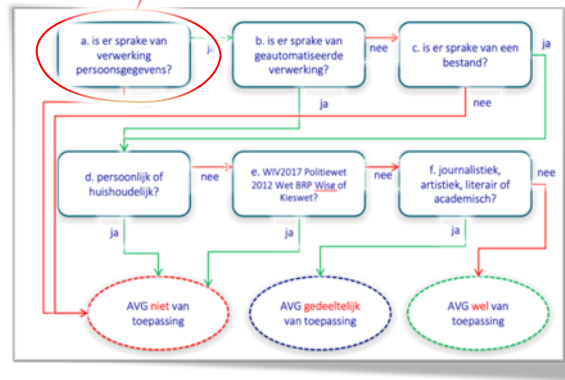 a. is er sprake van
verwerking
persoonsgegevens?
ja
b. is er sprake van
geautomatiseerde
verwerking?
nee
c. is er sprake van een
bestand?
ja
ja
nee
d. persoonlijk of
huishoudelijk?
nee
e. WIV2017 Politiewet
2012 Wet BRP Wjsg of
Kieswet?
nee
f. journalistiek,
artistiek, literair of
academisch?
nee
ja
ja
ja
AVG niet van
toepassing
AVG gedeeltelijk
van toepassing
AVG wel van
toepassing